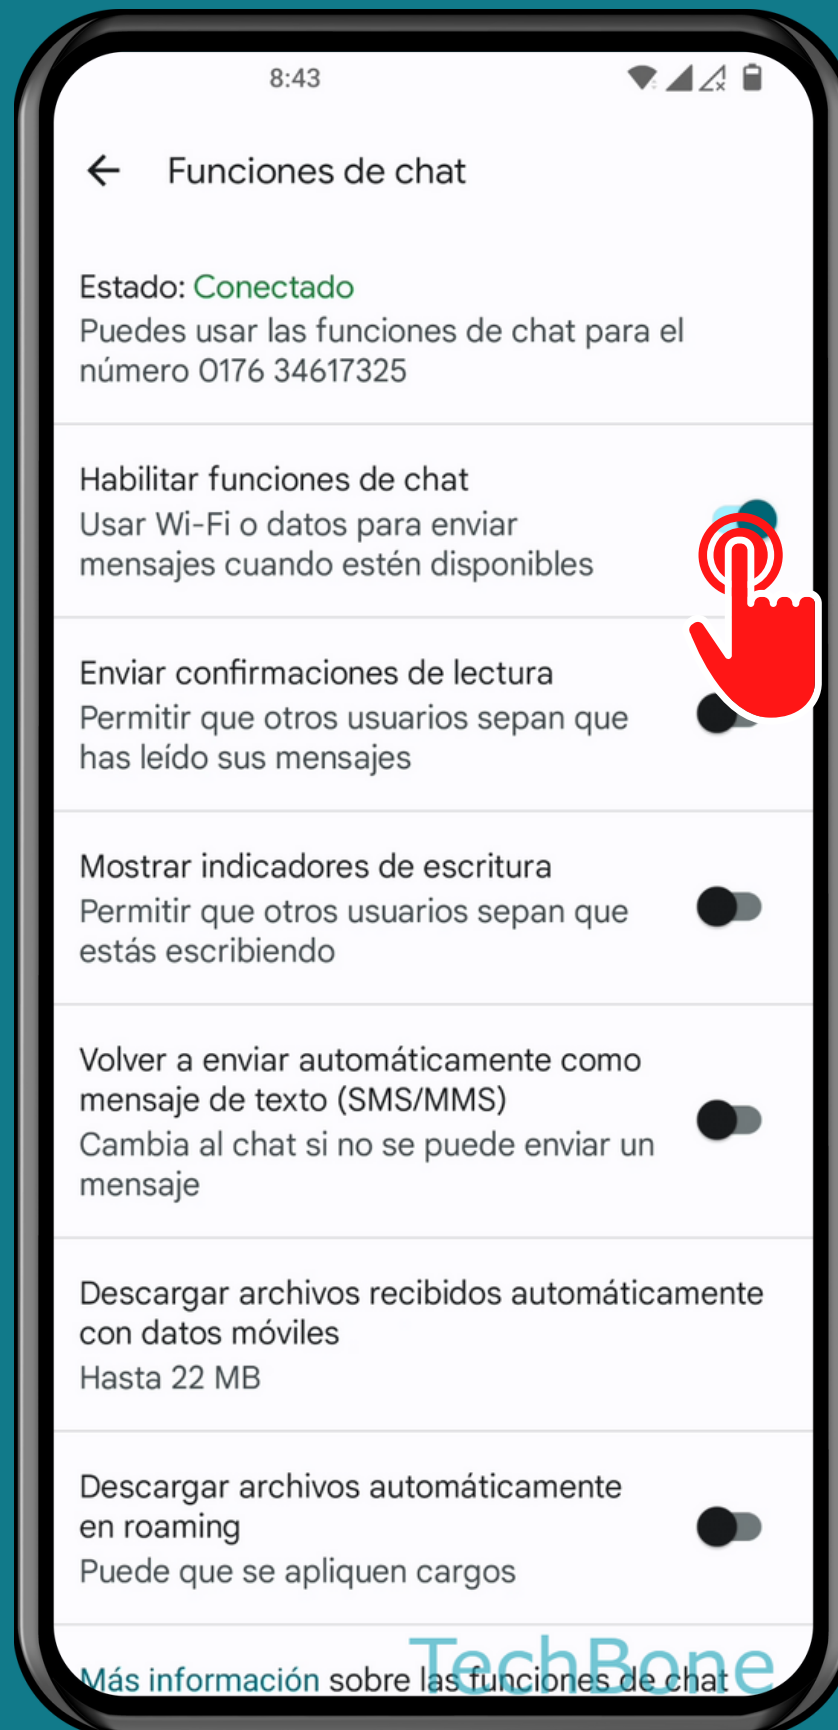 8:43
Funciones de chat
Estado: Conectado
Puedes usar las funciones de chat para el
número 0176 34617325
Habilitar funciones de chat
Usar Wi-Fi o datos para enviar
mensajes cuando estén disponibles
Enviar confirmaciones de lectura
Permitir que otros usuarios sepan que
has leído sus mensajes
Mostrar indicadores de escritura
Permitir que otros usuarios sepan que
estás escribiendo
Volver a enviar automáticamente como
mensaje de texto (SMS/MMS)
Cambia al chat si no se puede enviar un
mensaje
Descargar archivos recibidos automáticamente
con datos móviles
Hasta 22 MB
Descargar archivos automáticamente
en roaming
Puede que se apliquen cargos
TechBone
Más información sobre las funciones de chat